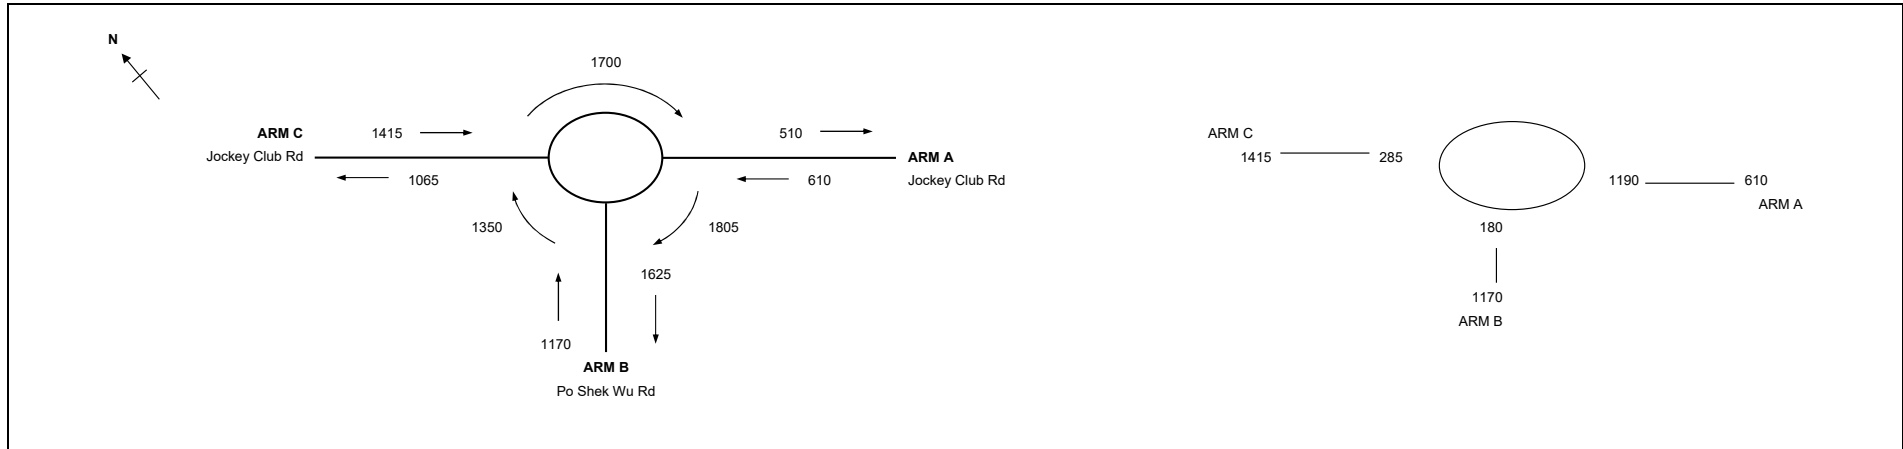 N
1700
ARM C 1415 510 ARM A
Jockey Club Rd 1065 610 Jockey Club Rd
1350 1805
1625
1170
ARM B
Po Shek Wu Rd
ARM C
1415 285
1190 610
ARM A
180
1170
ARM B